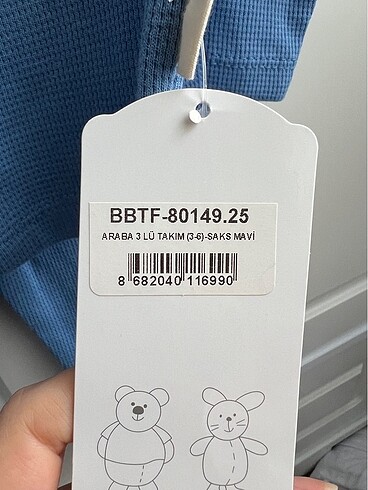 BBTF-80149.25
ARABA 3 LÜ TAKIM (3-6)-SAKS MAVİ
8 682040 116990